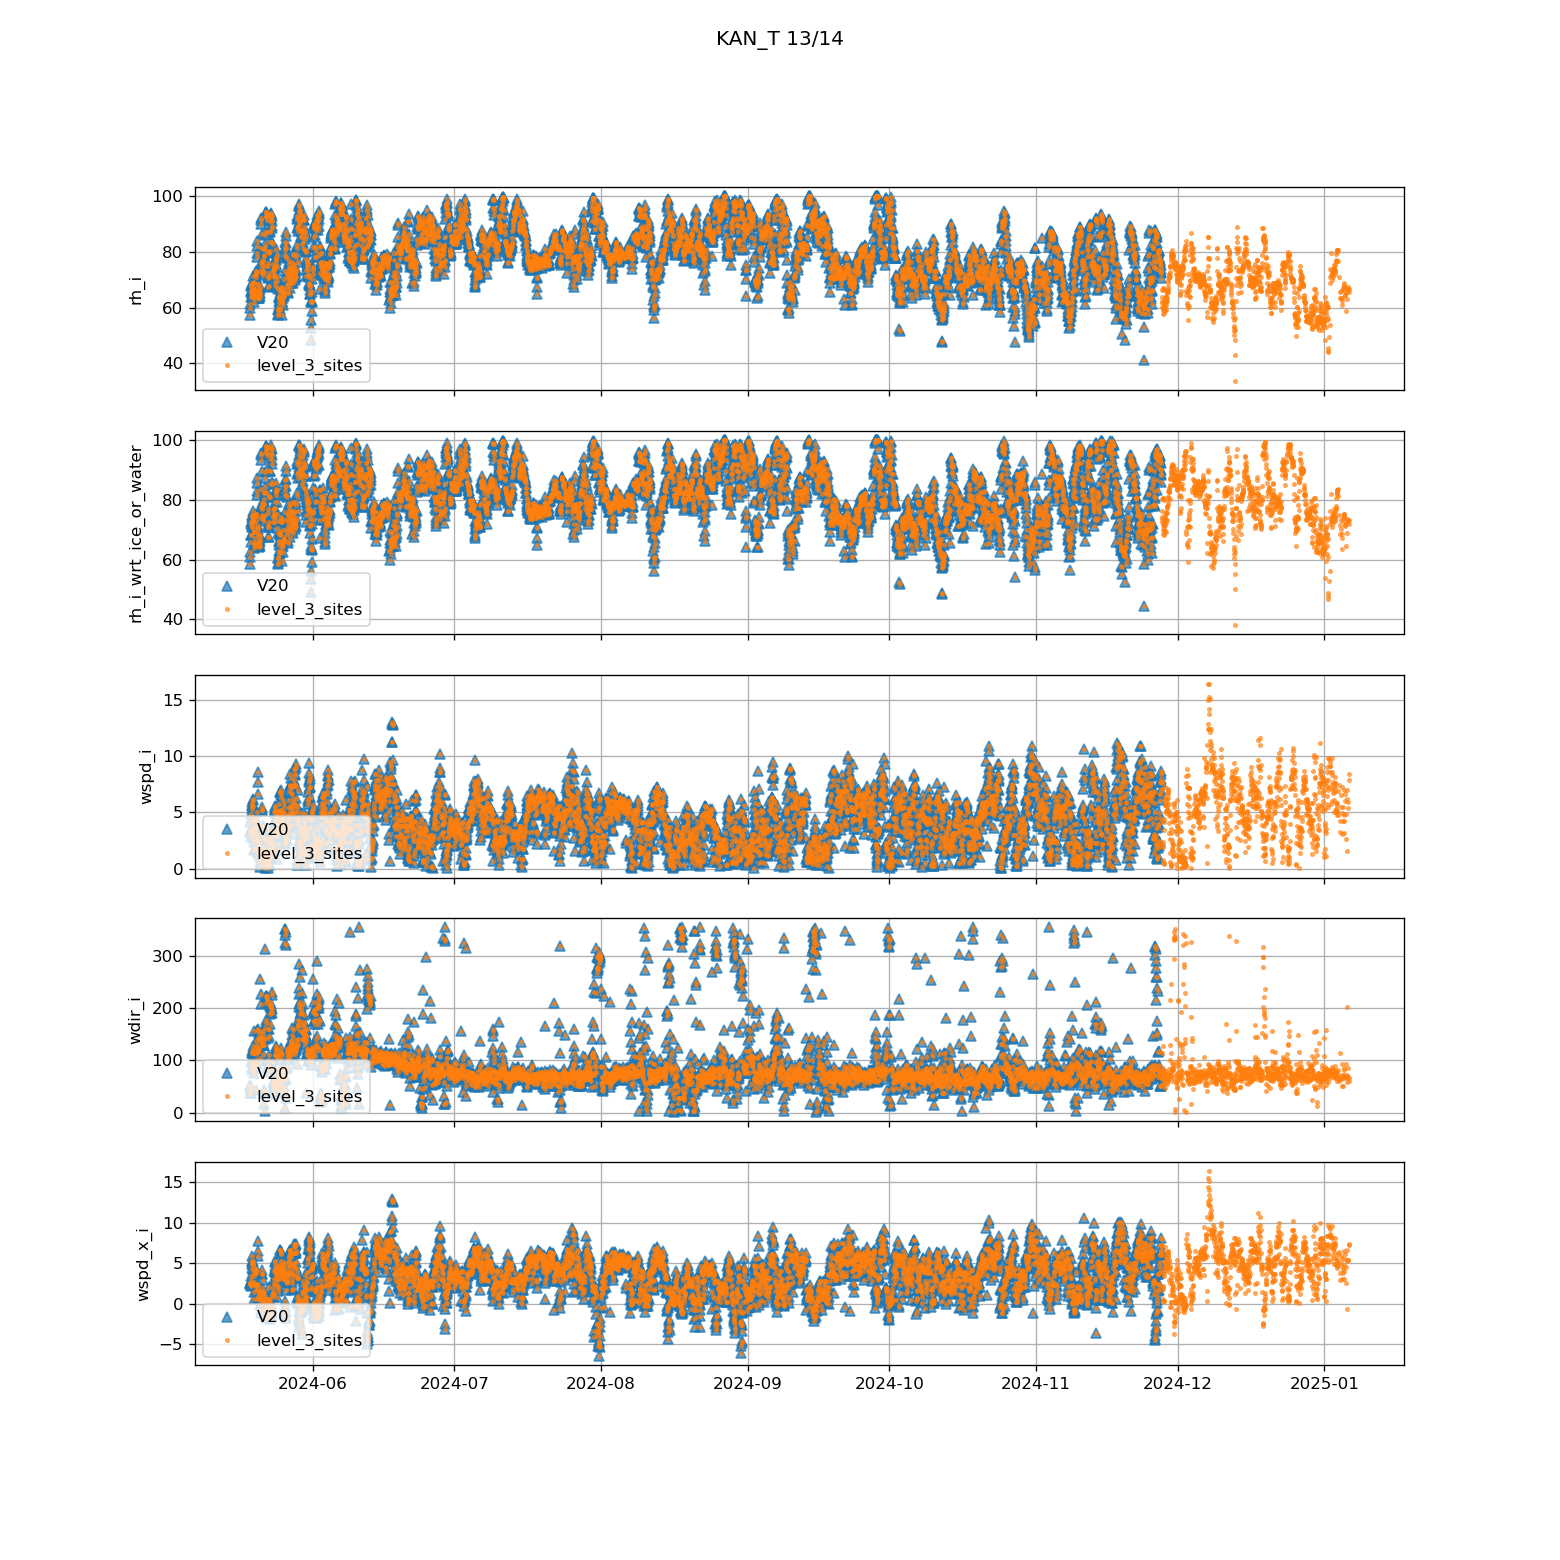 KAN_T 13/14
100
80
60
40
rh_i
V20
level_3_sites
100
80
60
40
rh_i_wrt_ice_or_water
V20
level_3_sites
15
10
5
0
wspd_i
V20
level_3_sites
300
200
100
0
wdir_i
V20
level_3_sites
15
10
5
0
−5
wspd_x_i
V20
level_3_sites
2024-06 2024-07 2024-08 2024-09 2024-10 2024-11 2024-12 2025-01